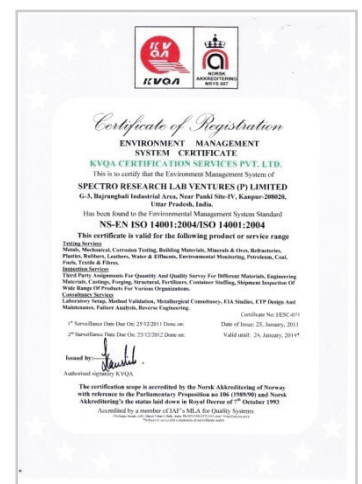 KVQA
NORSK
AKKREDITERING
Certificate of Registration
ENVIRONMENT MANAGEMENT
SYSTEM CERTIFICATE
KVQA CERTIFICATION SERVICES PVT. LTD.
This is to certify that the Environment Management System of
SPECTRO RESEARCH LAB VENTURES (P) LIMITED
G-3, Bajrangbali Industrial Area, Near Panki Site-IV, Kanpur-208020,
Uttar Pradesh, India.
Has been found to the Environmental Management System Standard
NS-EN ISO 14001:2004/ISO 14001:2004
This certificate is valid for the following product or service range
Testing Services
Metals, Mechanical, Corrosion Testing, Building Materials, Minerals & Ores, Refractories,
Plastics, Rubbers, Leathers, Water & Effluents, Environmental Monitoring, Petroleum, Coal,
Fuels, Textile & Fibres.
Inspection Services
Third Party Assignments For Quantity And Quality Survey For Different Materials, Engineering
Materials, Castings, Forging, Structural, Fertilizers, Container Stuffing, Shipment Inspection Of
Wide Range Of Products For Various Organizations.
Consultancy Services
Laboratory Setup, Method Validation, Metallurgical Consultancy, EIA Studies, ETP Design And
Maintenance, Failure Analysis, Reverse Engineering.
1st Surveillance Date Due On: 25/12/2011 Done on:
2nd Surveillance Date Due On: 25/12/2012 Done on:
Date of Issue: 25, January, 2011
Valid until: 24, January, 2014*
Issued by:
Authorised signatory KVQA
The certification scope is accredited by the Norsk Akkreditering of Norway
with reference to the Parliamentary Proposition no 106 (1989/90) and Norsk
Akkreditering's the status laid down in Royal Decree of 7th October 1993
Accredited by a member of IAF's MLA for Quality Systems